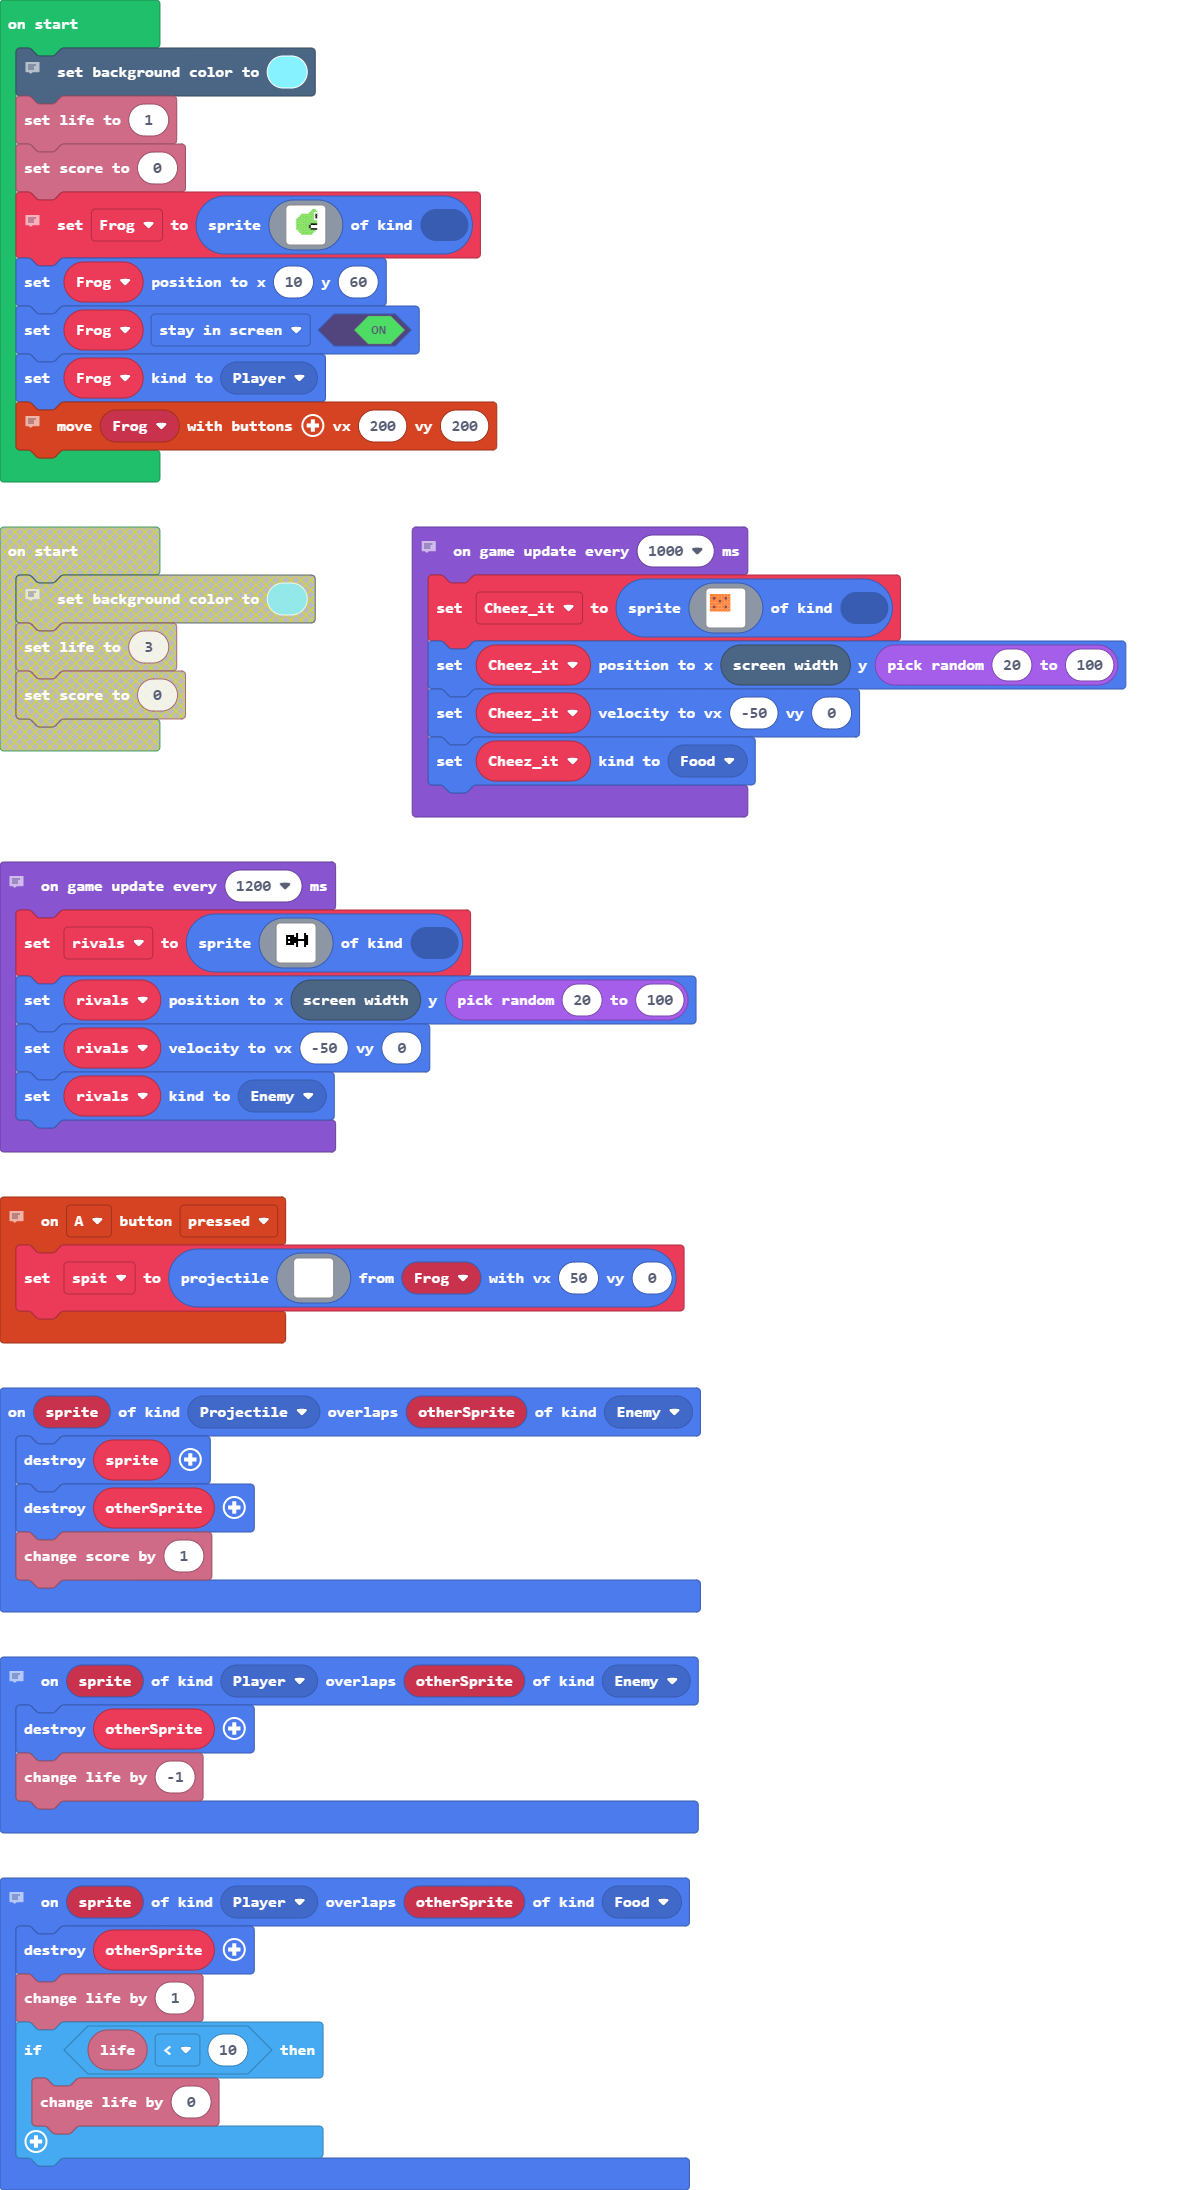 on start
set background color to
set life to 1
set score to 0
set Frog to sprite of kind
set Frog position to x 10 y 60
set Frog stay in screen ON
set Frog kind to Player
move Frog with buttons vx 200 vy 200
on start
set background color to
set life to 3
set score to 0
on game update every 1000 ms
set Cheez_it to sprite of kind
set Cheez_it position to x screen width y pick random 20 to 100
set Cheez_it velocity to vx -50 vy 0
set Cheez_it kind to Food
on game update every 1200 ms
set rivals to sprite of kind
set rivals position to x screen width y pick random 20 to 100
set rivals velocity to vx -50 vy 0
set rivals kind to Enemy
on A button pressed
set spit to projectile from Frog with vx 50 vy 0
on sprite of kind Projectile overlaps otherSprite of kind Enemy
destroy sprite
destroy otherSprite
change score by 1
on sprite of kind Player overlaps otherSprite of kind Enemy
destroy otherSprite
change life by -1
on sprite of kind Player overlaps otherSprite of kind Food
destroy otherSprite
change life by 1
if life < 10 then
change life by 0